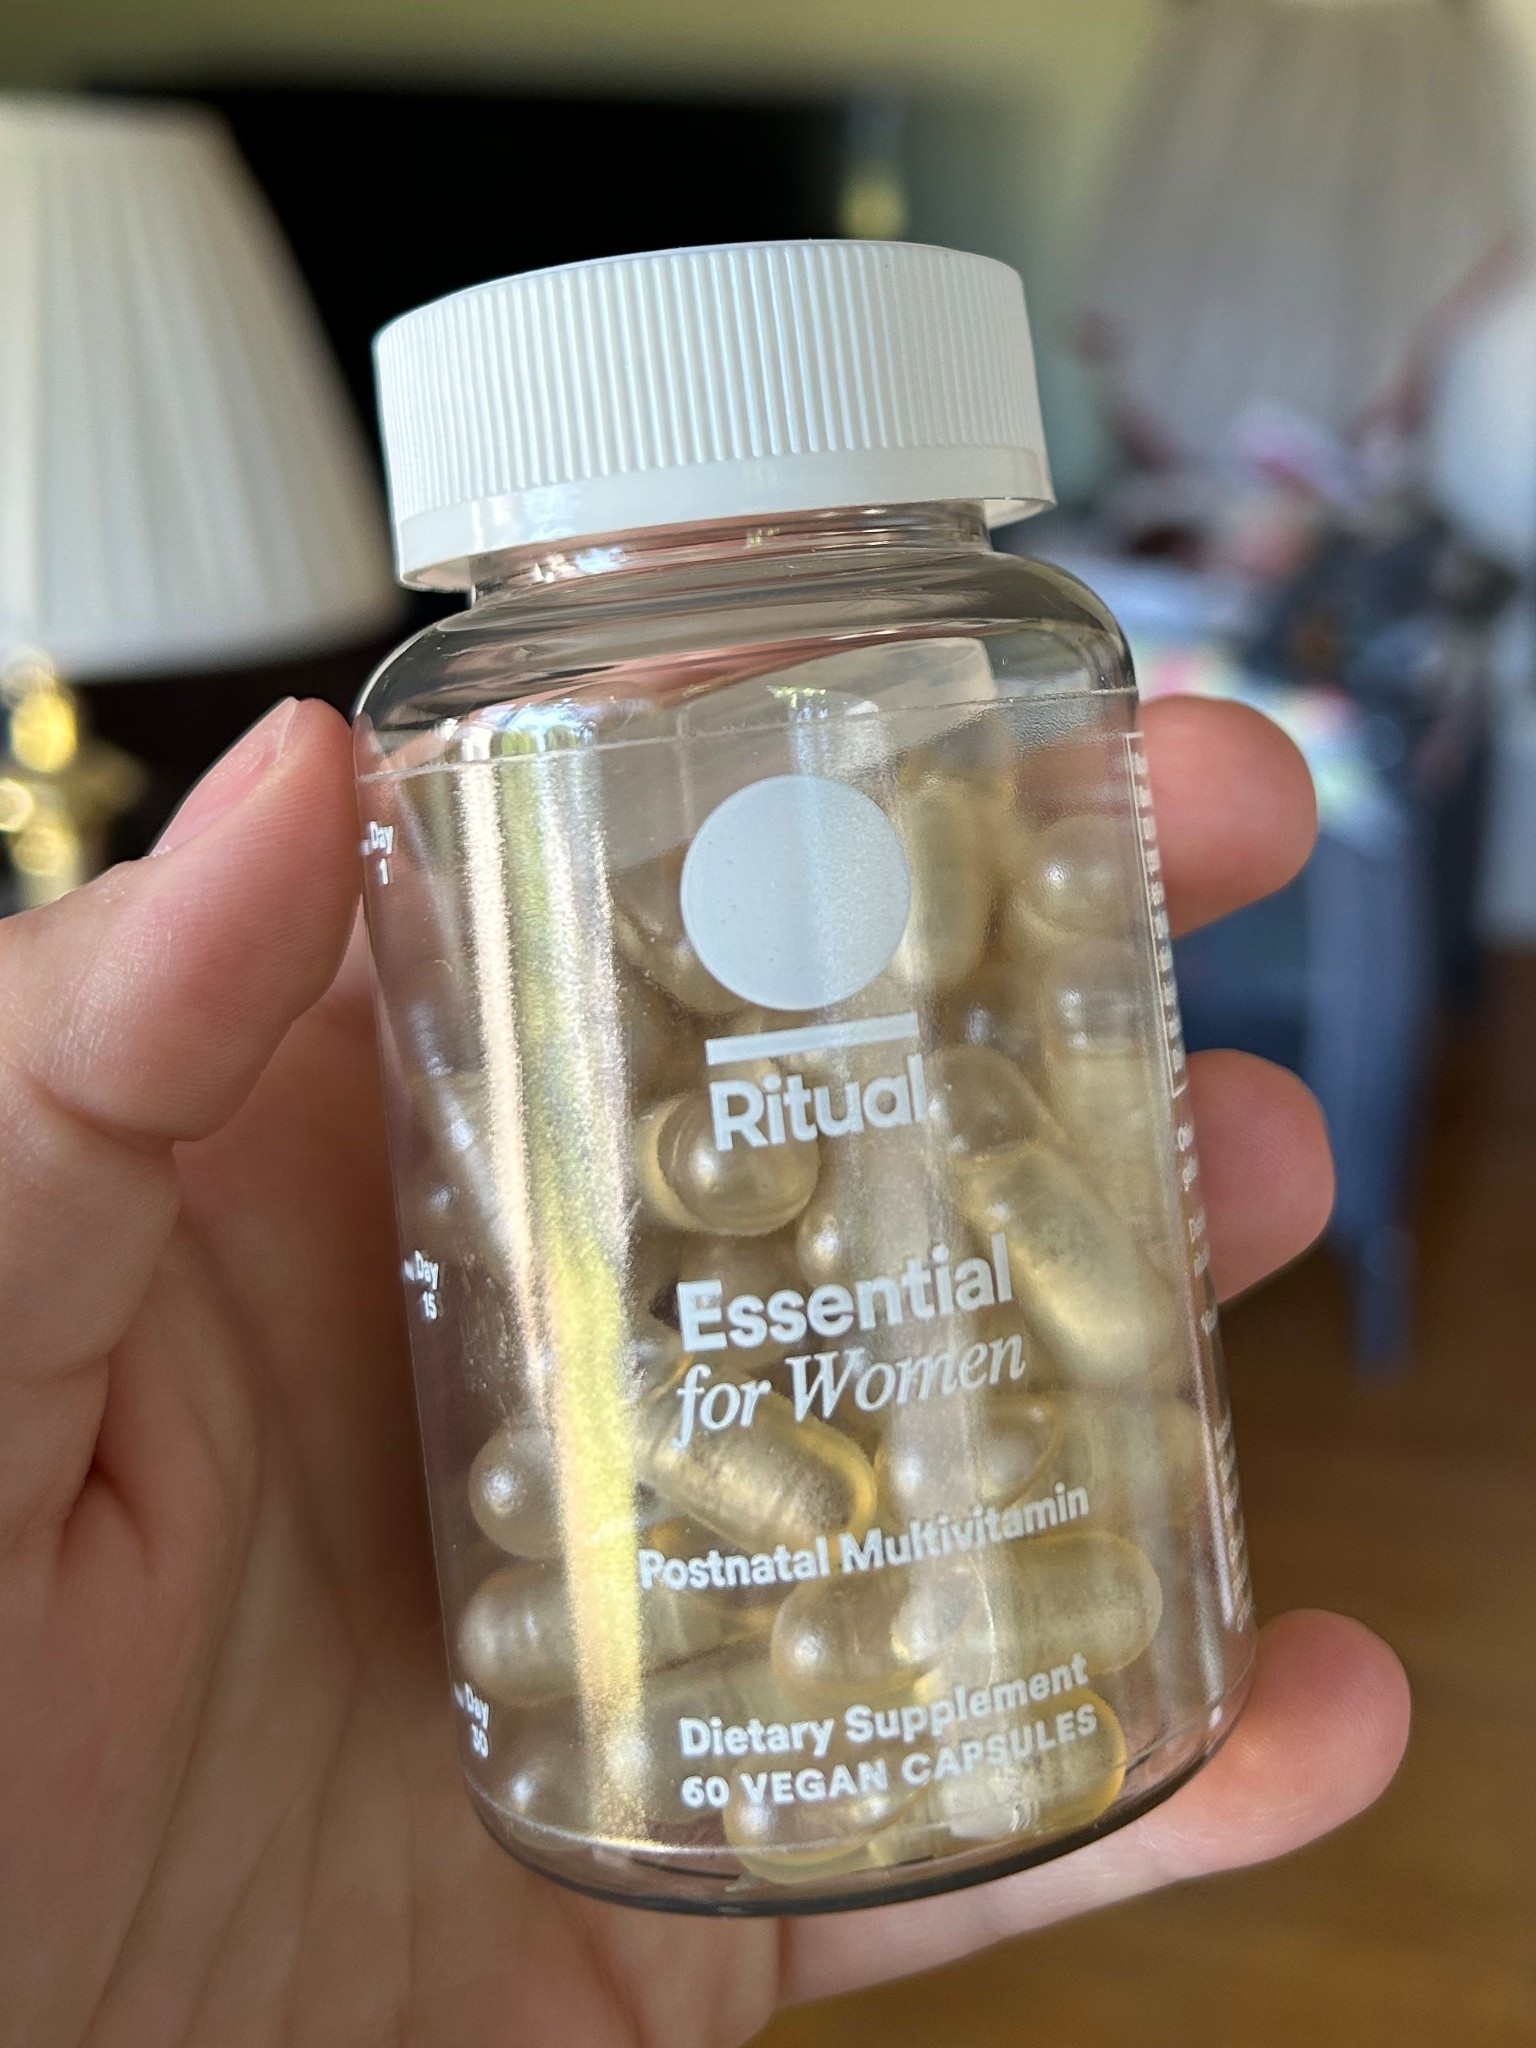 Day
1
Ritual
Day
15
Essential
for Women
Postnatal Multivitamin
Day
30
Dietary Supplement
60 VEGAN CAPSULES